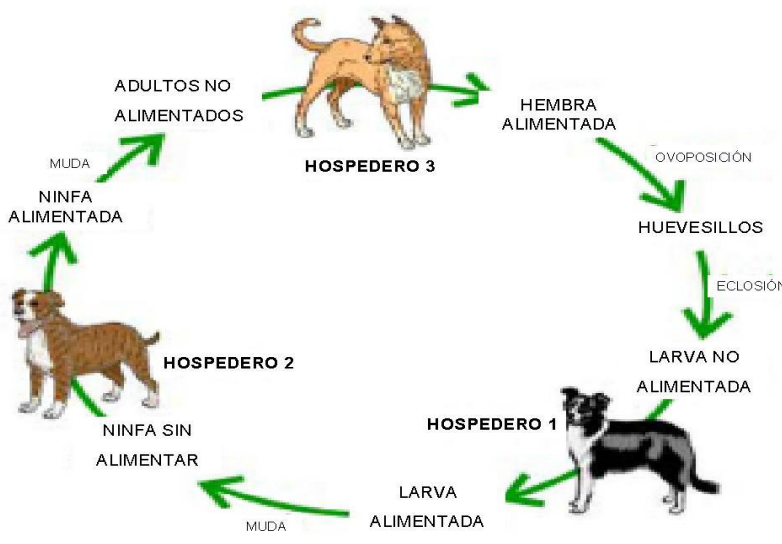 ADULTOS NO
ALIMENTADOS
HOSPEDERO 3
HEMBRA
ALIMENTADA
OVOPOSICIÓN
HUEVESILLOS
ECLOSIÓN
LARVA NO
ALIMENTADA
HOSPEDERO 1
LARVA
ALIMENTADA
MUDA
NINFA SIN
ALIMENTAR
HOSPEDERO 2
NINFA
ALIMENTADA
MUDA